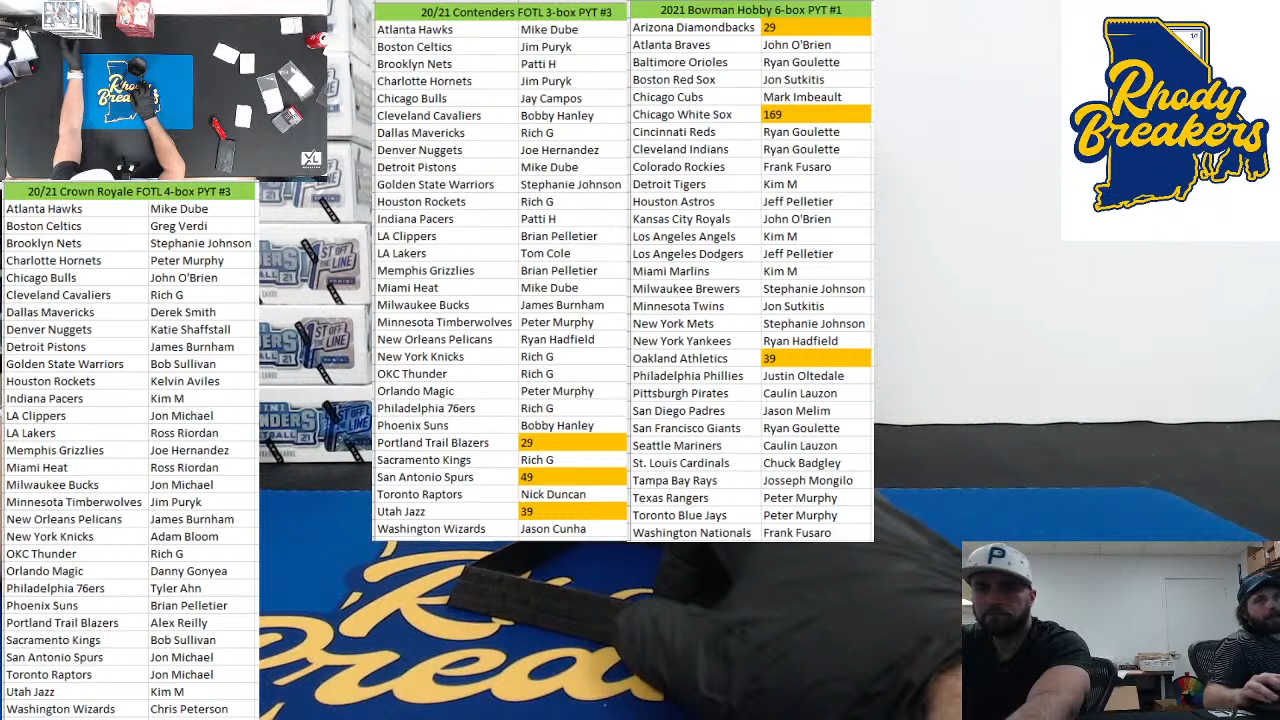 20/21 Contenders FOTL 3-box PYT #3
Atlanta Hawks Mike Dube
Boston Celtics Jim Puryk
Brooklyn Nets Patti H
Charlotte Hornets Jim Puryk
Chicago Bulls Jay Campos
Cleveland Cavaliers Bobby Hanley
Dallas Mavericks Rich G
Denver Nuggets Joe Hernandez
Detroit Pistons Mike Dube
Golden State Warriors Stephanie Johnson
Houston Rockets Rich G
Indiana Pacers Patti H
LA Clippers Brian Pelletier
LA Lakers Tom Cole
Memphis Grizzlies Brian Pelletier
Miami Heat Mike Dube
Milwaukee Bucks James Burnham
Minnesota Timberwolves Peter Murphy
New Orleans Pelicans Ryan Hadfield
New York Knicks Rich G
OKC Thunder Rich G
Orlando Magic Peter Murphy
Philadelphia 76ers Rich G
Phoenix Suns Bobby Hanley
Portland Trail Blazers 29
Sacramento Kings Rich G
San Antonio Spurs 49
Toronto Raptors Nick Duncan
Utah Jazz 39
Washington Wizards Jason Cunha
2021 Bowman Hobby 6-box PYT #1
Arizona Diamondbacks 29
Atlanta Braves John O'Brien
Baltimore Orioles Ryan Goulette
Boston Red Sox Jon Sutkitis
Chicago Cubs Mark Imbeault
Chicago White Sox 169
Cincinnati Reds Ryan Goulette
Cleveland Indians Ryan Goulette
Colorado Rockies Frank Fusaro
Detroit Tigers Kim M
Houston Astros Jeff Pelletier
Kansas City Royals John O'Brien
Los Angeles Angels Kim M
Los Angeles Dodgers Jeff Pelletier
Miami Marlins Kim M
Milwaukee Brewers Stephanie Johnson
Minnesota Twins Jon Sutkitis
New York Mets Stephanie Johnson
New York Yankees Ryan Hadfield
Oakland Athletics 39
Philadelphia Phillies Justin Oltedale
Pittsburgh Pirates Caulin Lauzon
San Diego Padres Jason Melim
San Francisco Giants Ryan Goulette
Seattle Mariners Caulin Lauzon
St. Louis Cardinals Chuck Badgley
Tampa Bay Rays Josseph Mongilo
Texas Rangers Peter Murphy
Toronto Blue Jays Peter Murphy
Washington Nationals Frank Fusaro
20/21 Crown Royale FOTL 4-box PYT #3
Atlanta Hawks Mike Dube
Boston Celtics Greg Verdi
Brooklyn Nets Stephanie Johnson
Charlotte Hornets Peter Murphy
Chicago Bulls John O'Brien
Cleveland Cavaliers Rich G
Dallas Mavericks Derek Smith
Denver Nuggets Katie Shaffstall
Detroit Pistons James Burnham
Golden State Warriors Bob Sullivan
Houston Rockets Kelvin Aviles
Indiana Pacers Kim M
LA Clippers Jon Michael
LA Lakers Ross Riordan
Memphis Grizzlies Joe Hernandez
Miami Heat Ross Riordan
Milwaukee Bucks Jon Michael
Minnesota Timberwolves Jim Puryk
New Orleans Pelicans James Burnham
New York Knicks Adam Bloom
OKC Thunder Rich G
Orlando Magic Danny Gonyea
Philadelphia 76ers Tyler Ahn
Phoenix Suns Brian Pelletier
Portland Trail Blazers Alex Reilly
Sacramento Kings Bob Sullivan
San Antonio Spurs Jon Michael
Toronto Raptors Jon Michael
Utah Jazz Kim M
Washington Wizards Chris Peterson
Rhody
Breakers
XL